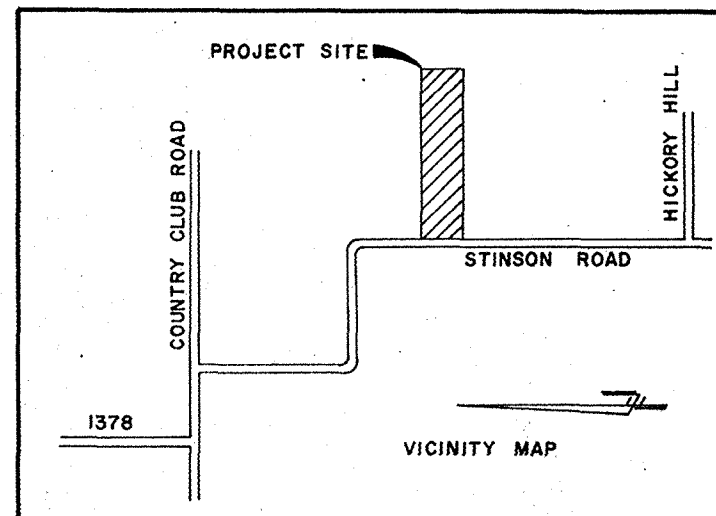 PROJECT SITE
HICKORY HILL
COUNTRY CLUB ROAD
STINSON ROAD
1378
VICINITY MAP